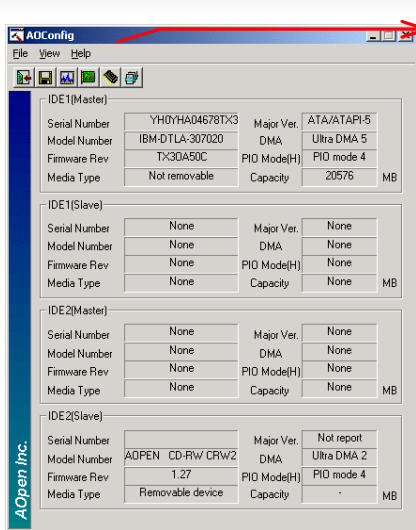 AOConfig
File View Help
IDE1(Master)
Serial Number YH0YHA04678TX3 Major Ver. ATA/ATAPI-5
Model Number IBM-DTLA-307020 DMA Ultra DMA 5
Firmware Rev TX3OA50C PIO Mode(H) PIO mode 4
Media Type Not removable Capacity 20576 MB
IDE1(Slave)
Serial Number None Major Ver. None
Model Number None DMA None
Firmware Rev None PIO Mode(H) None
Media Type None Capacity None MB
IDE2(Master)
Serial Number None Major Ver. None
Model Number None DMA None
Firmware Rev None PIO Mode(H) None
Media Type None Capacity None MB
IDE2(Slave)
Serial Number Major Ver. Not report
Model Number AOPEN CD-RW CRW2 DMA Ultra DMA 2
Firmware Rev 1.27 PIO Mode(H) PIO mode 4
Media Type Removable device Capacity - MB
AOpen Inc.